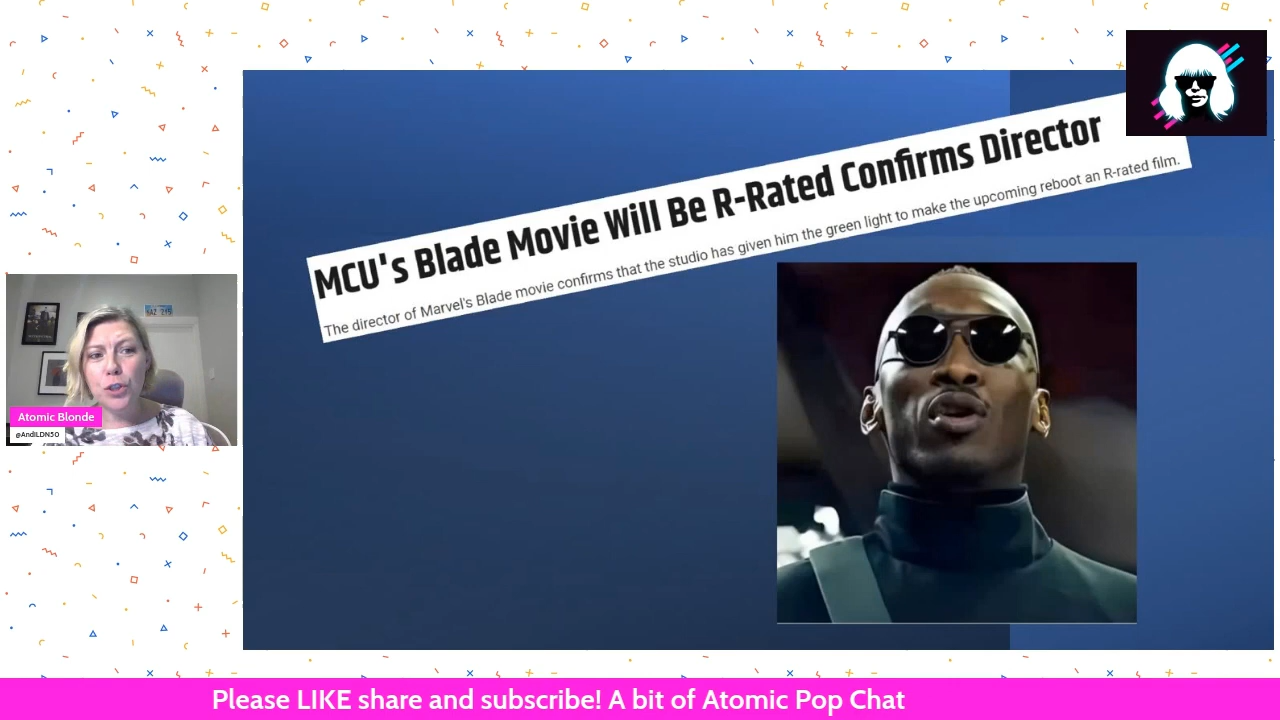 MCU's Blade Movie Will Be R-Rated Confirms Director
The director of Marvel's Blade movie confirms that the studio has given him the green light to make the upcoming reboot an R-rated film.
Atomic Blonde
@AndiLDN50
Please LIKE share and subscribe! A bit of Atomic Pop Chat